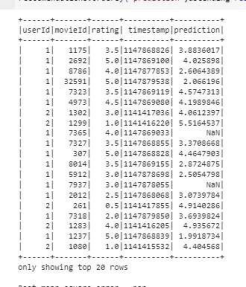 +------+-------+------+----------+----------+
|userId|movieId|rating| timestamp|prediction|
+------+-------+------+----------+----------+
| 1| 1175| 3.5|1147868826| 3.8836017|
| 1| 2692| 5.0|1147869100| 4.025898|
| 1| 8786| 4.0|1147877853| 2.6064389|
| 1| 32591| 5.0|1147879538| 2.066196|
| 1| 7323| 3.5|1147869119| 4.5747313|
| 1| 4973| 4.5|1147869080| 4.1989846|
| 2| 1302| 3.0|1141417036| 4.0612397|
| 2| 1299| 1.0|1141416220| 5.5164537|
| 1| 7365| 4.0|1147869033| NaN|
| 1| 7327| 3.5|1147868855| 3.3708668|
| 1| 307| 5.0|1147868828| 4.4647903|
| 1| 8014| 3.5|1147869155| 2.8724875|
| 1| 5912| 3.0|1147878698| 2.5054798|
| 1| 7937| 3.0|1147878055| NaN|
| 1| 2012| 2.5|1147868068| 3.0739784|
| 2| 261| 0.5|1141417855| 4.9140286|
| 1| 7318| 2.0|1147879850| 3.6939824|
| 2| 1283| 4.0|1141416205| 4.935672|
| 1| 1237| 5.0|1147868839| 1.9918734|
| 2| 1080| 1.0|1141415532| 4.404568|
+------+-------+------+----------+----------+
only showing top 20 rows